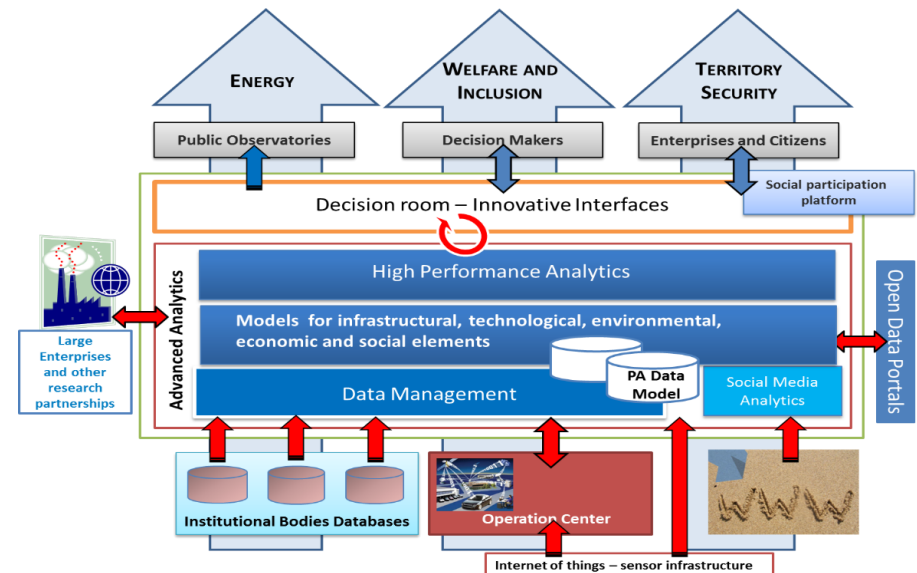 ENERGY
WELFARE AND
INCLUSION
TERRITORY
SECURITY
Public Observatories
Decision Makers
Enterprises and Citizens
Social participation
platform
Decision room – Innovative Interfaces
Advanced Analytics
High Performance Analytics
Models for infrastructural, technological, environmental,
economic and social elements
Data Management
PA Data
Model
Social Media
Analytics
Large
Enterprises
and other
research
partnerships
Open Data Portals
Institutional Bodies Databases
Operation Center
W W W
Internet of things – sensor infrastructure